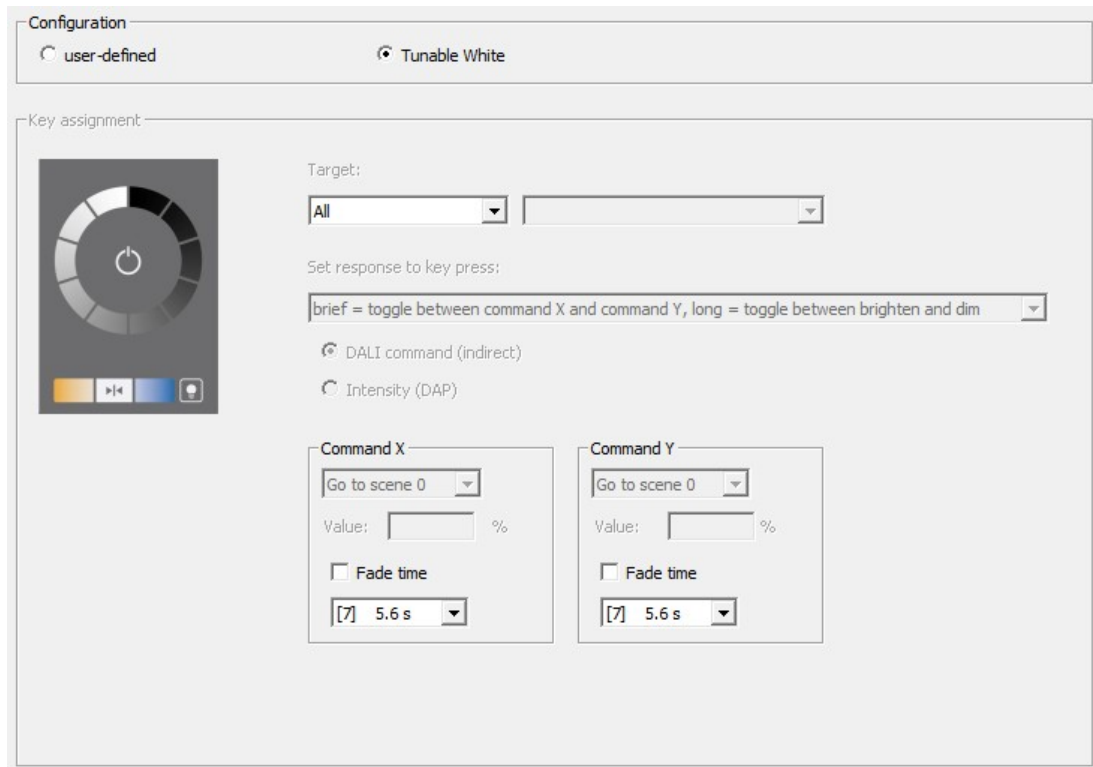 Configuration
user-defined Tunable White
Key assignment
Target:
All
Set response to key press:
brief = toggle between command X and command Y, long = toggle between brighten and dim
DALI command (indirect)
Intensity (DAP)
Command X Command Y
Go to scene 0 Go to scene 0
Value: % Value: %
Fade time Fade time
[7] 5.6 s [7] 5.6 s